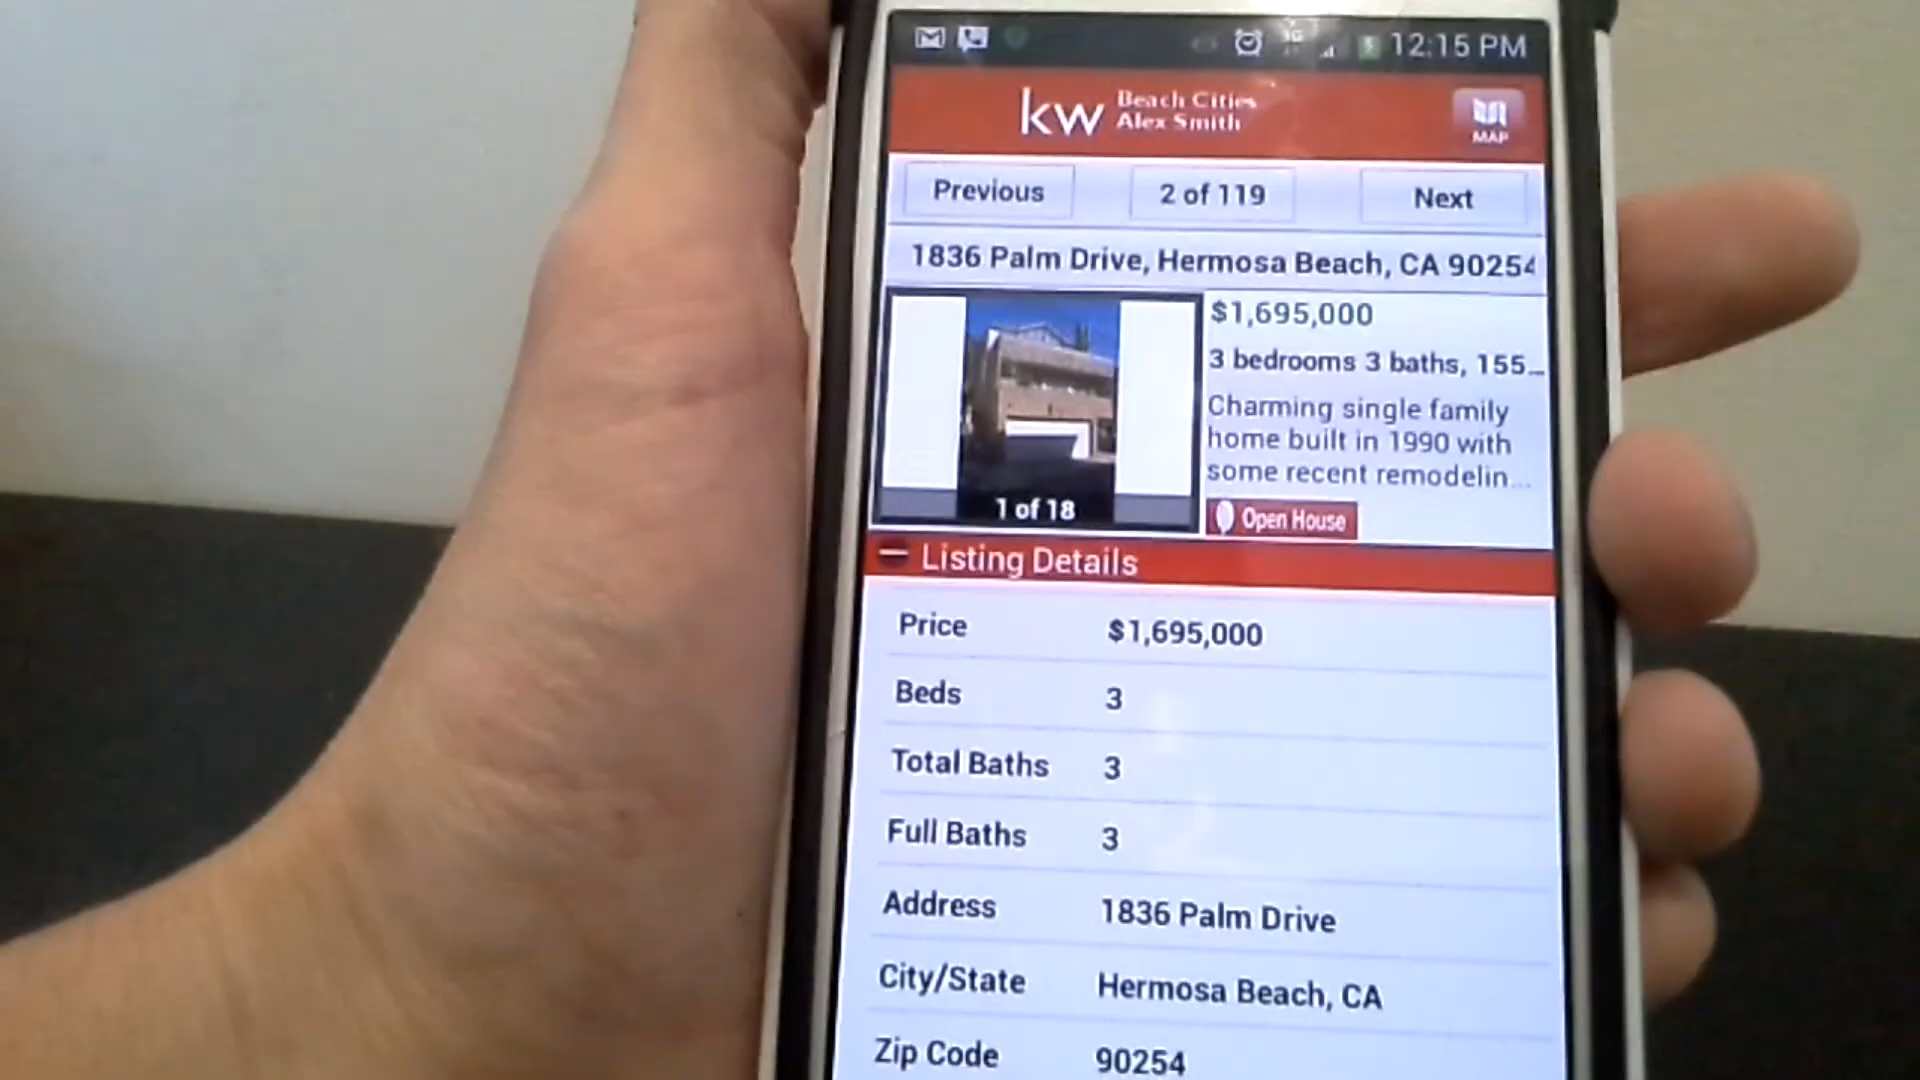 3G
12:15 PM
kw Beach Cities
Alex Smith
MAP
Previous 2 of 119 Next
1836 Palm Drive, Hermosa Beach, CA 90254
$1,695,000
3 bedrooms 3 baths, 155...
Charming single family
home built in 1990 with
some recent remodelin...
1 of 18
Open House
Listing Details
Price $1,695,000
Beds 3
Total Baths 3
Full Baths 3
Address 1836 Palm Drive
City/State Hermosa Beach, CA
Zip Code 90254